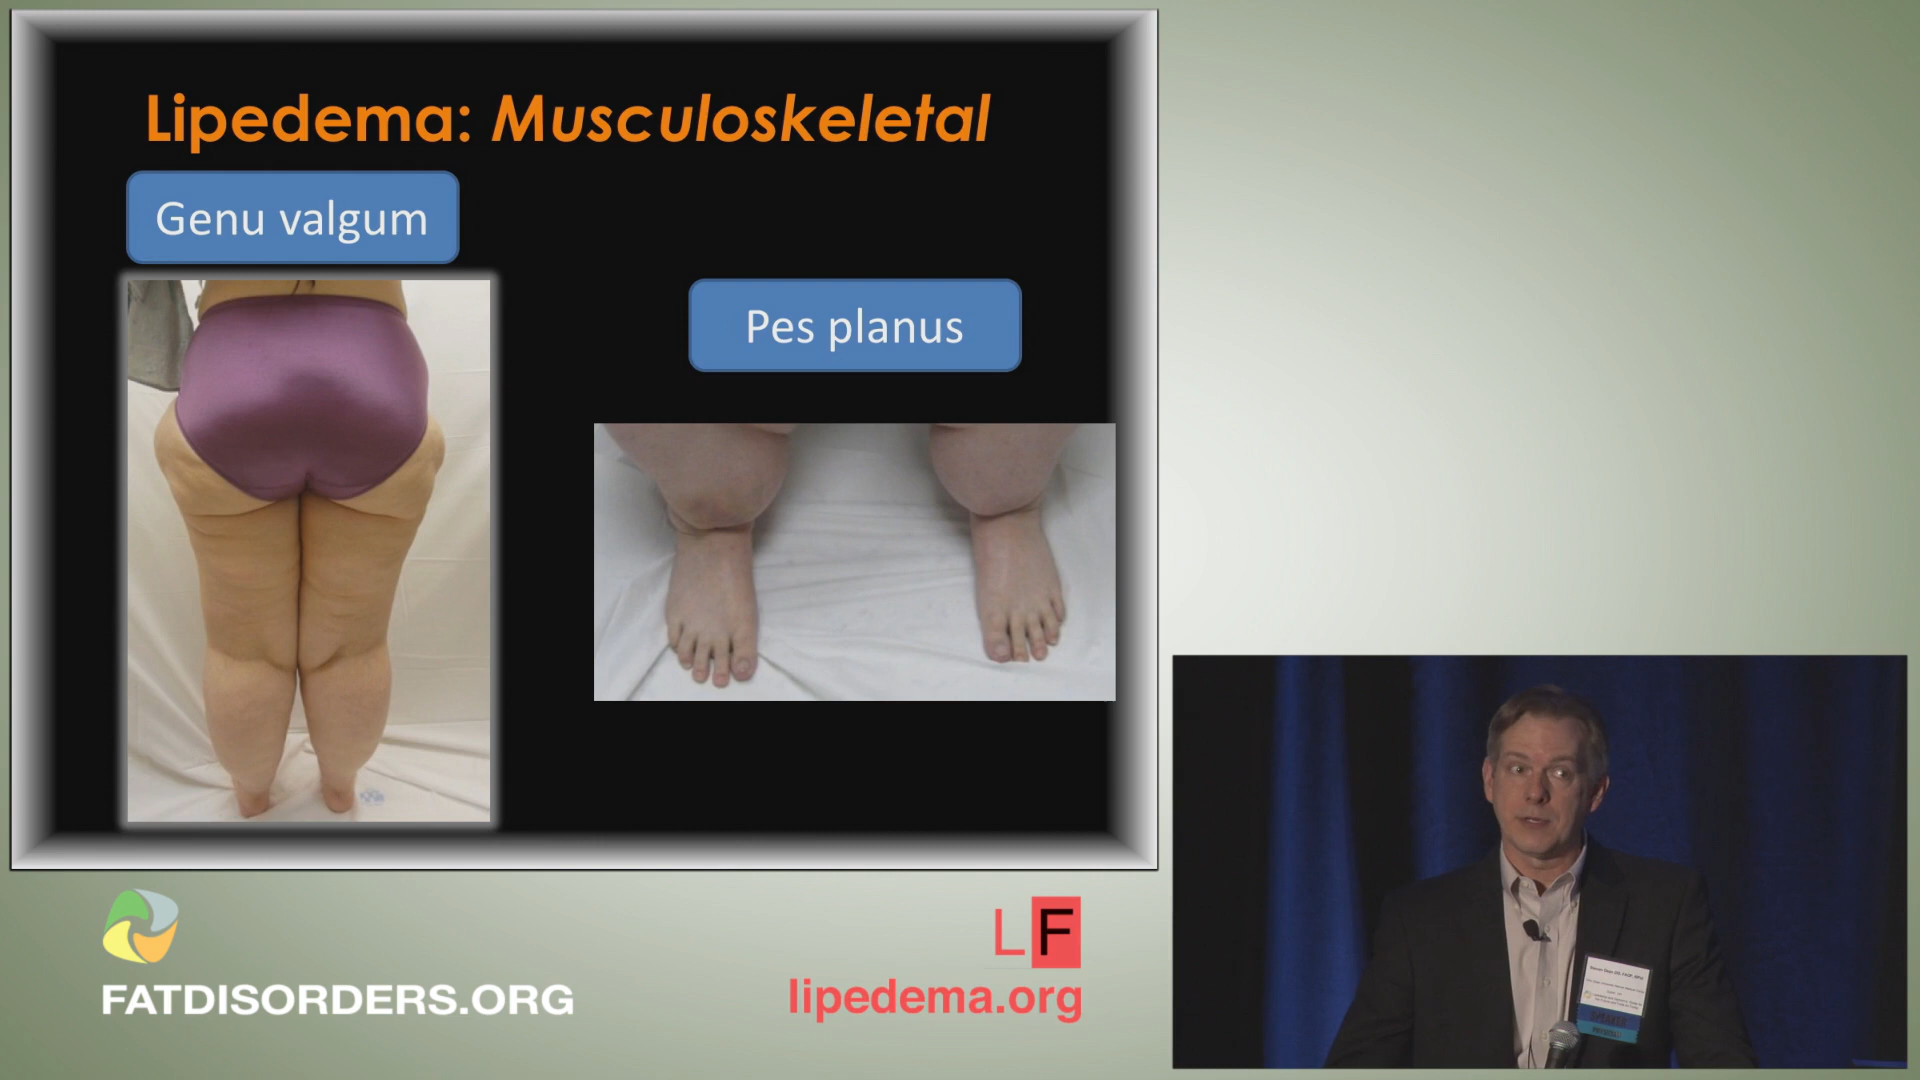 Lipedema: Musculoskeletal
Genu valgum
Pes planus
FATDISORDERS.ORG
LF
lipedema.org